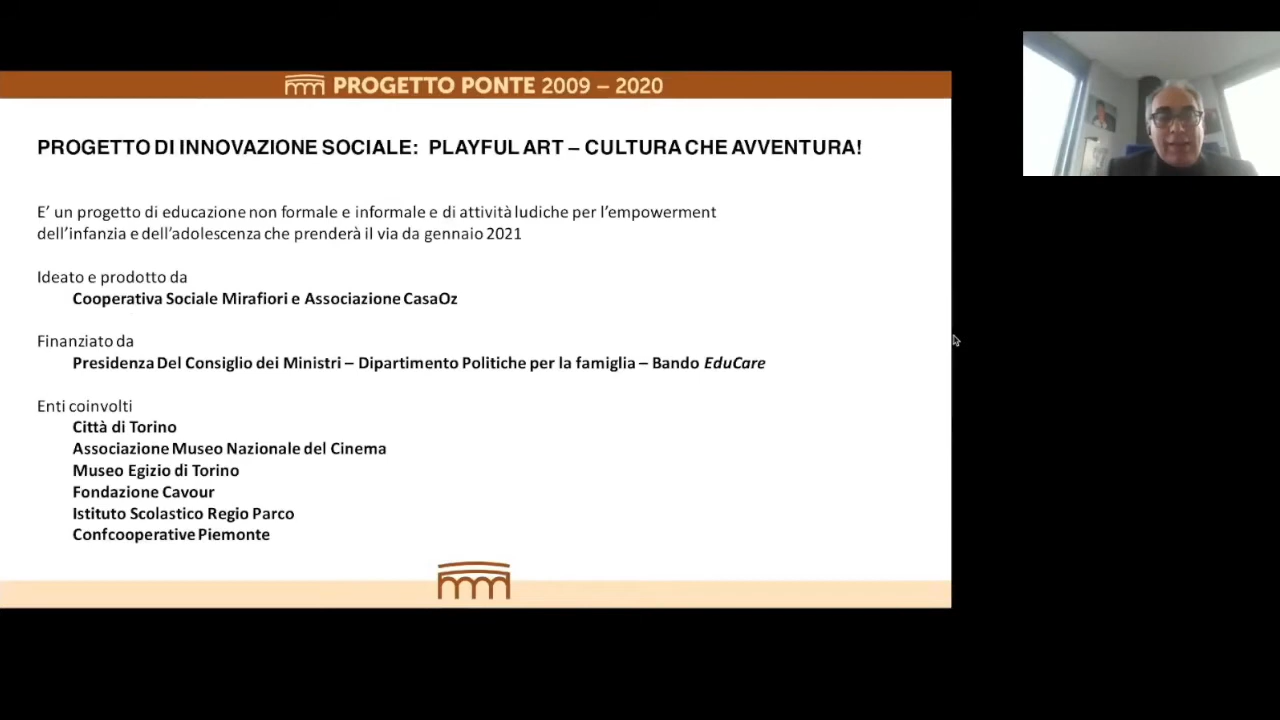 PROGETTO PONTE 2009 – 2020
PROGETTO DI INNOVAZIONE SOCIALE: PLAYFUL ART – CULTURA CHE AVVENTURA!
E’ un progetto di educazione non formale e informale e di attività ludiche per l’empowerment
dell’infanzia e dell’adolescenza che prenderà il via da gennaio 2021
Ideato e prodotto da
Cooperativa Sociale Mirafiori e Associazione CasaOz
Finanziato da
Presidenza Del Consiglio dei Ministri – Dipartimento Politiche per la famiglia – Bando EduCare
Enti coinvolti
Città di Torino
Associazione Museo Nazionale del Cinema
Museo Egizio di Torino
Fondazione Cavour
Istituto Scolastico Regio Parco
Confcooperative Piemonte